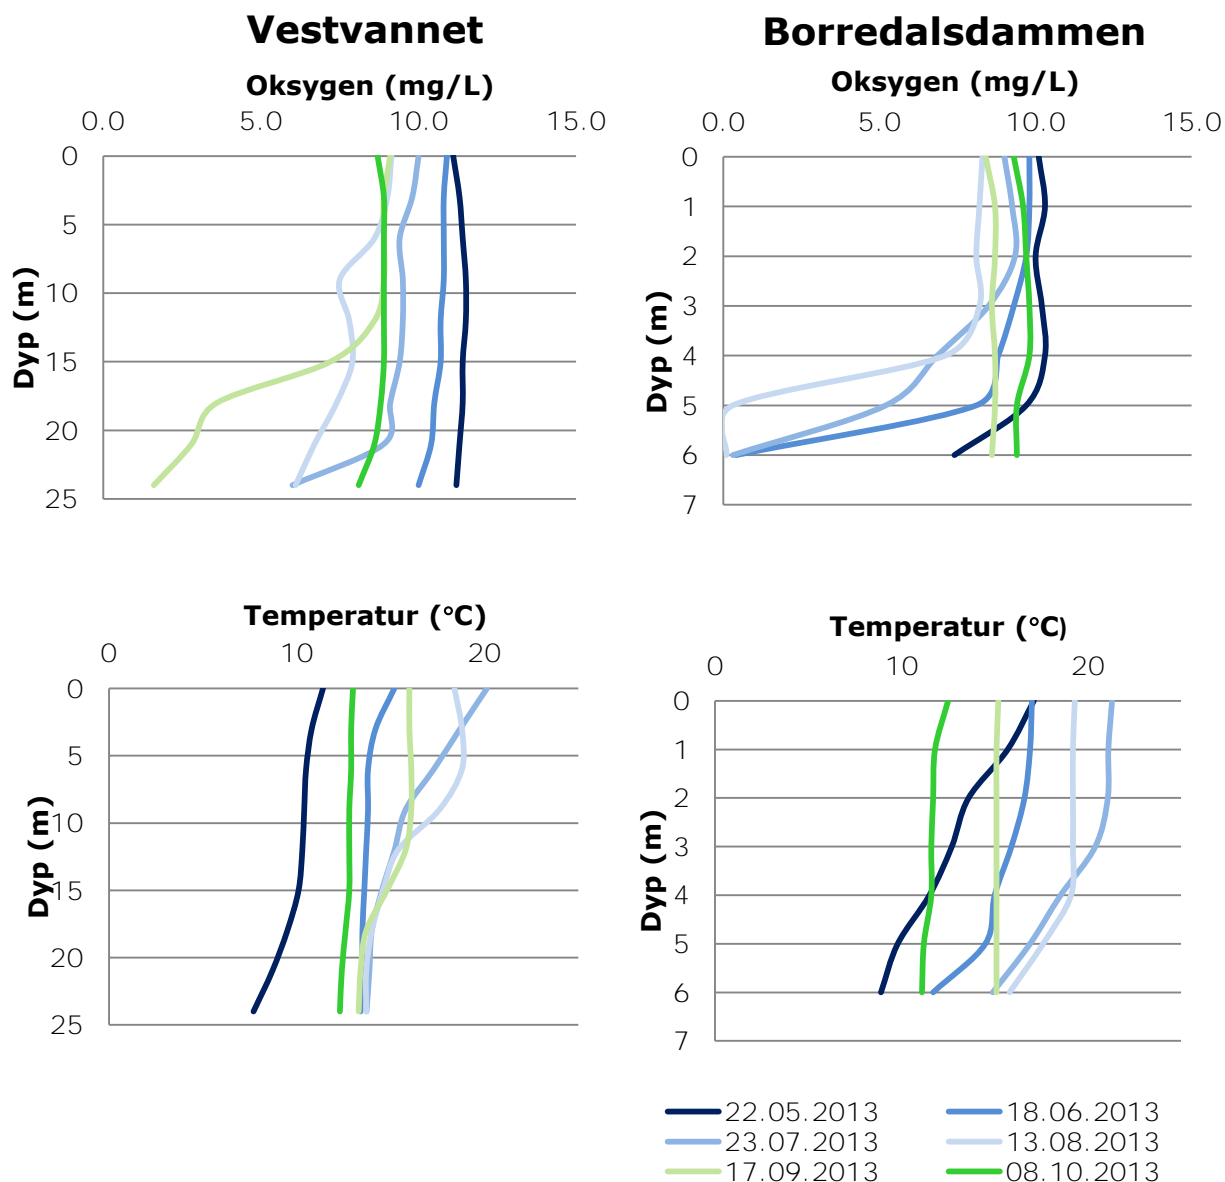 Vestvannet
Oksygen (mg/L)
0.0 5.0 10.0 15.0
0
5
10
15
20
25
Dyp (m)
Borredalsdammen
Oksygen (mg/L)
0.0 5.0 10.0 15.0
0
1
2
3
4
5
6
7
Dyp (m)
Temperatur (°C)
0 10 20
0
5
10
15
20
25
Dyp (m)
Temperatur (°C)
0 10 20
0
1
2
3
4
5
6
7
Dyp (m)
22.05.2013 18.06.2013
23.07.2013 13.08.2013
17.09.2013 08.10.2013